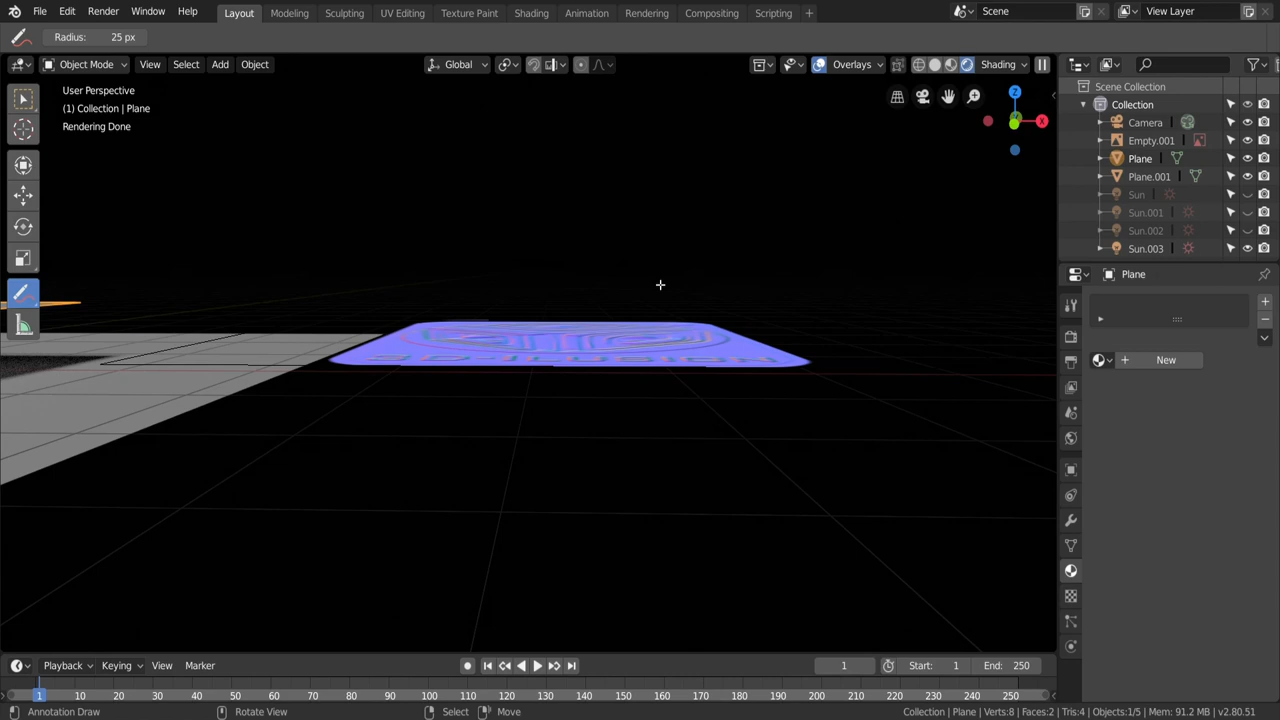 File Edit Render Window Help Layout Modeling Sculpting UV Editing Texture Paint Shading Animation Rendering Compositing Scripting + Scene View Layer
Radius: 25 px
Object Mode View Select Add Object Global Overlays Shading
User Perspective
(1) Collection | Plane
Rendering Done
Z
X
Scene Collection
Collection
Camera
Empty.001
Plane
Plane.001
Sun
Sun.001
Sun.002
Sun.003
Plane
+ New
3D-ILUSION
Playback Keying View Marker 1 Start: 1 End: 250
1 10 20 30 40 50 60 70 80 90 100 110 120 130 140 150 160 170 180 190 200 210 220 230 240 250
Annotation Draw Rotate View Select Move Collection | Plane | Verts:8 | Faces:2 | Tris:4 | Objects:1/5 | Mem: 91.2 MB | v2.80.51